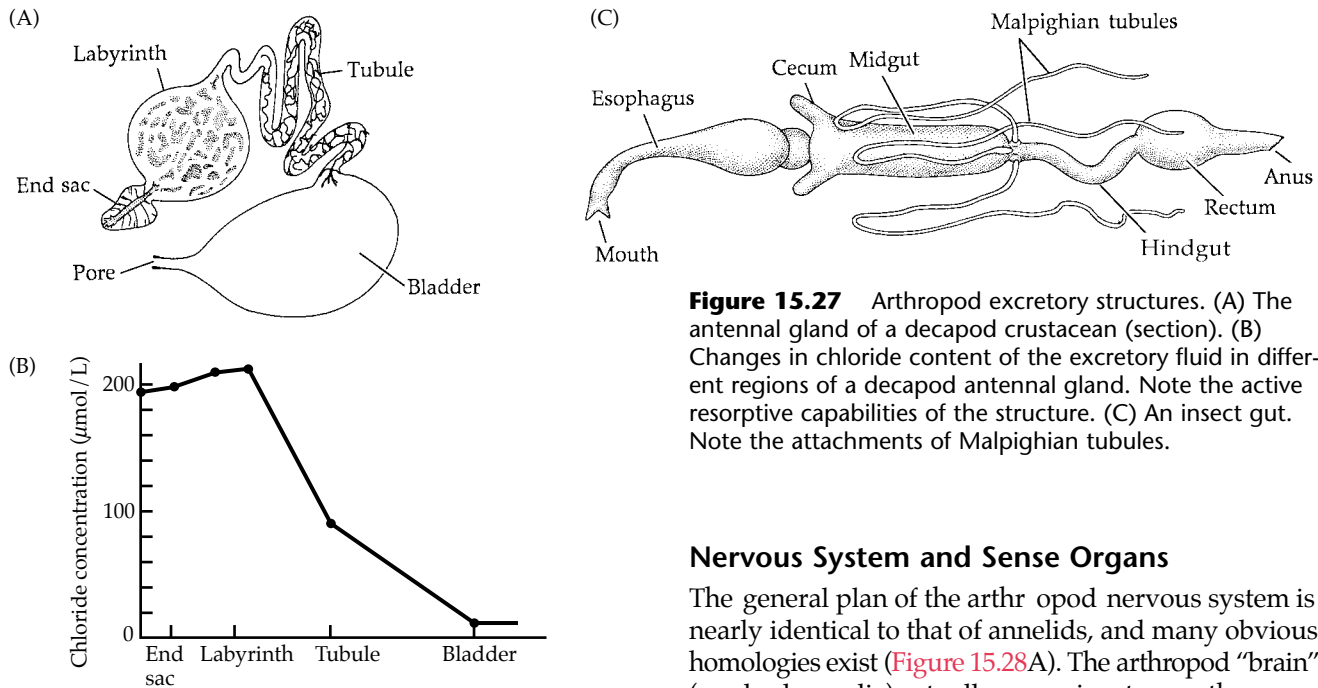 (A)
Labyrinth
Tubule
End sac
Pore
Bladder
(C)
Malpighian tubules
Cecum Midgut
Esophagus
Anus
Rectum
Mouth
Hindgut
Figure 15.27 Arthropod excretory structures. (A) The
antennal gland of a decapod crustacean (section). (B)
Changes in chloride content of the excretory fluid in differ-
ent regions of a decapod antennal gland. Note the active
resorptive capabilities of the structure. (C) An insect gut.
Note the attachments of Malpighian tubules.
(B)
Chloride concentration (μmol/L)
200
100
0
End sac
Labyrinth
Tubule
Bladder
Nervous System and Sense Organs
The general plan of the arthr opod nervous system is
nearly identical to that of annelids, and many obvious
homologies exist (Figure 15.28A). The arthropod “brain”